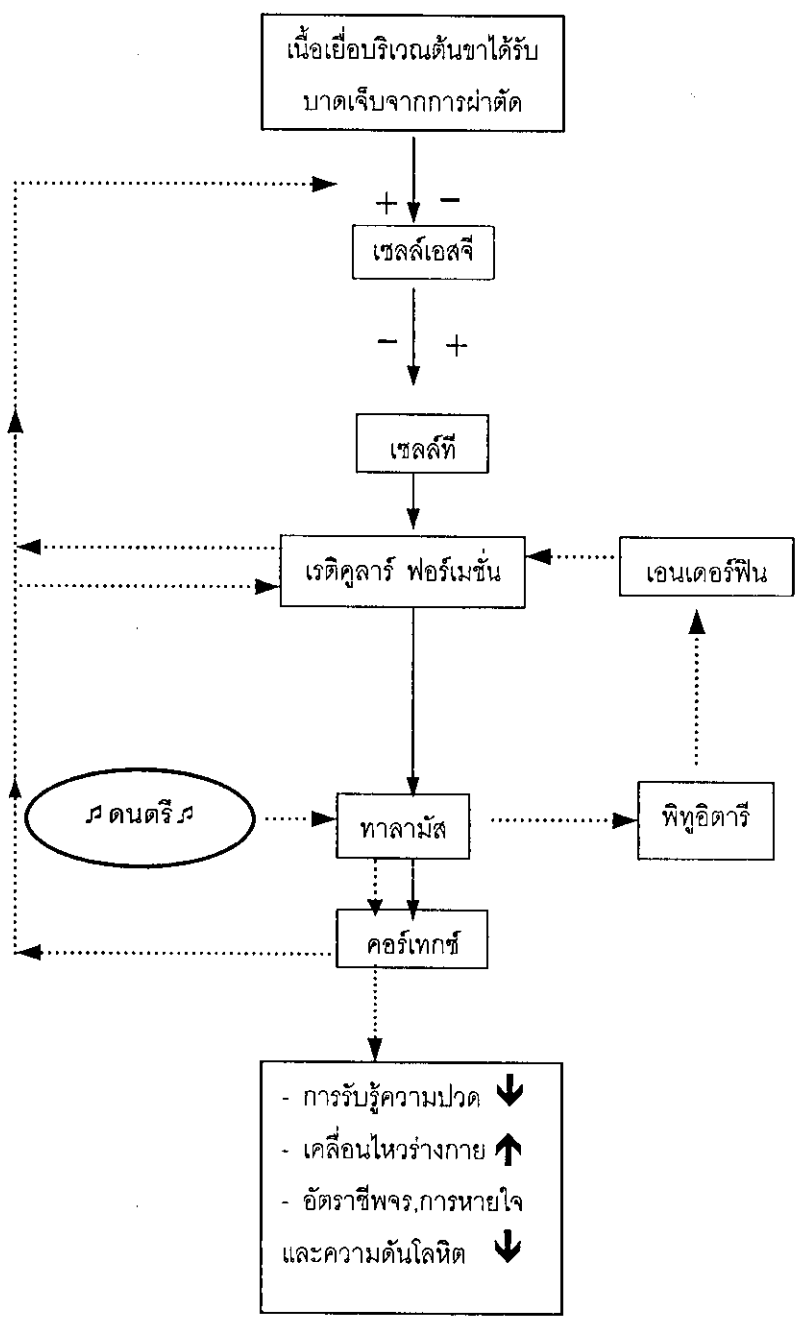 เนื้อเยื่อบริเวณต้นขาได้รับ
บาดเจ็บจากการผ่าตัด
+ −
เซลล์เอสจี
− +
เซลล์ที
เรติคูลาร์ ฟอร์เมชั่น
เอนเดอร์ฟิน
♫ ดนตรี ♫
ทาลามัส
พิทูอิตารี
คอร์เทกซ์
- การรับรู้ความปวด ↓
- เคลื่อนไหวร่างกาย ↑
- อัตราชีพจร,การหายใจ
และความดันโลหิต ↓